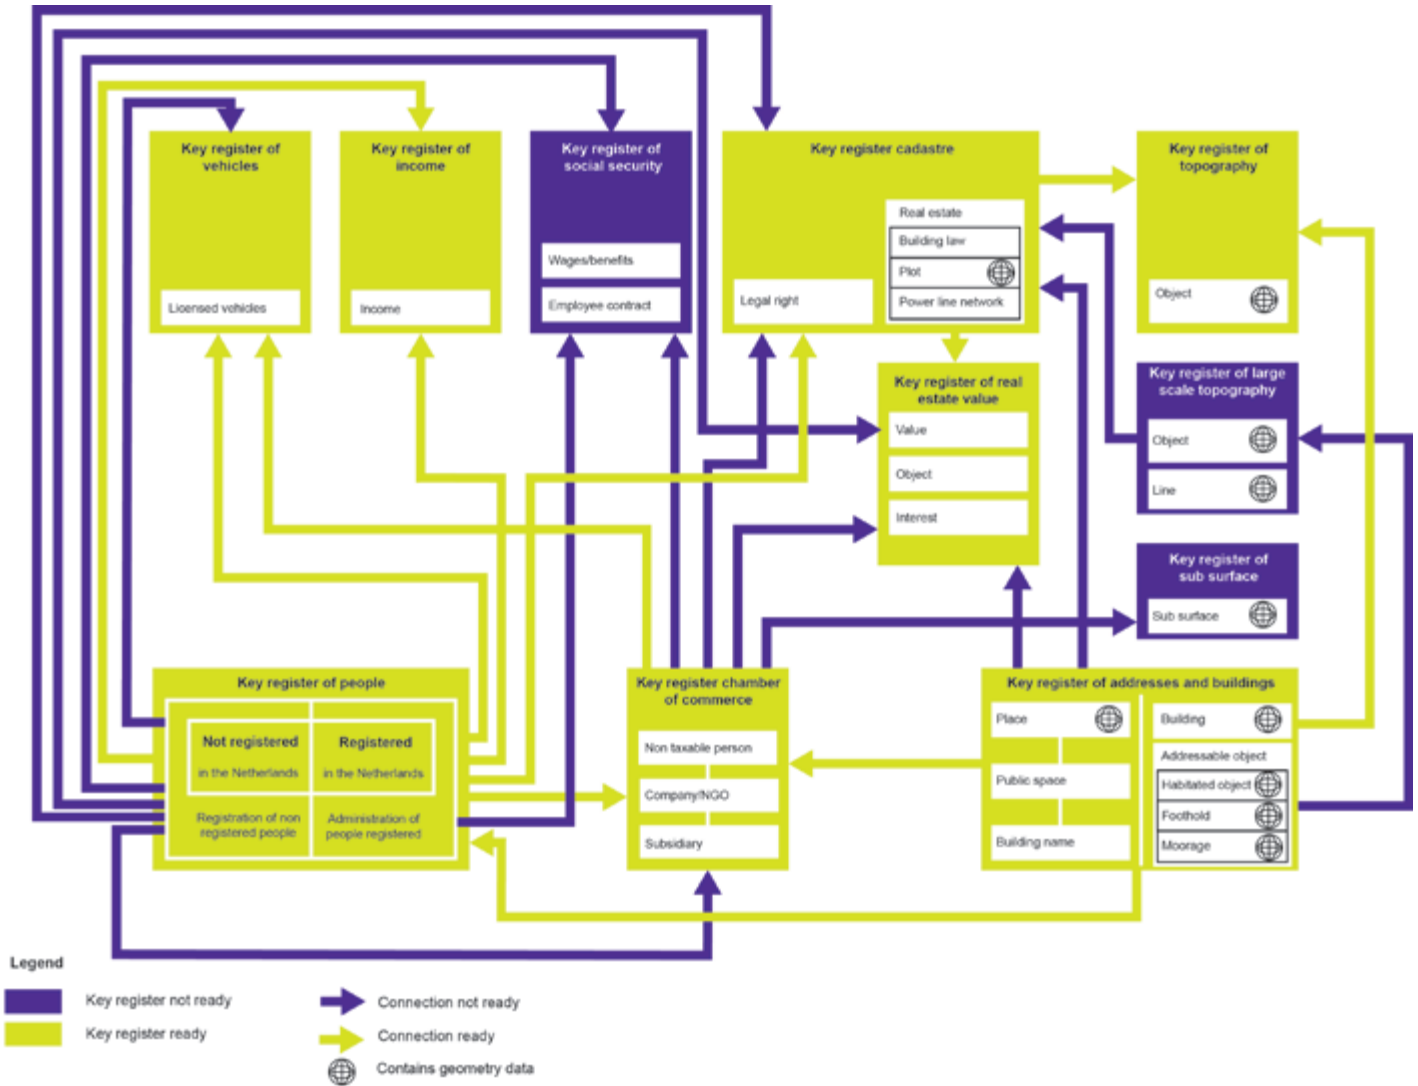 Key register of
vehicles
Licensed vehicles
Key register of
income
Income
Key register of
social security
Wages/benefits
Employee contract
Key register cadastre
Legal right
Real estate
Building law
Plot
Power line network
Key register of
topography
Object
Key register of real
estate value
Value
Object
Interest
Key register of large
scale topography
Object
Line
Key register of
sub surface
Sub surface
Key register of people
Not registered
in the Netherlands
Registered
in the Netherlands
Registration of non
registered people
Administration of
people registered
Key register chamber
of commerce
Non taxable person
Company/NGO
Subsidiary
Key register of addresses and buildings
Place
Public space
Building name
Building
Addressable object
Habitated object
Foothold
Moorage
Legend
Key register not ready
Key register ready
Connection not ready
Connection ready
Contains geometry data